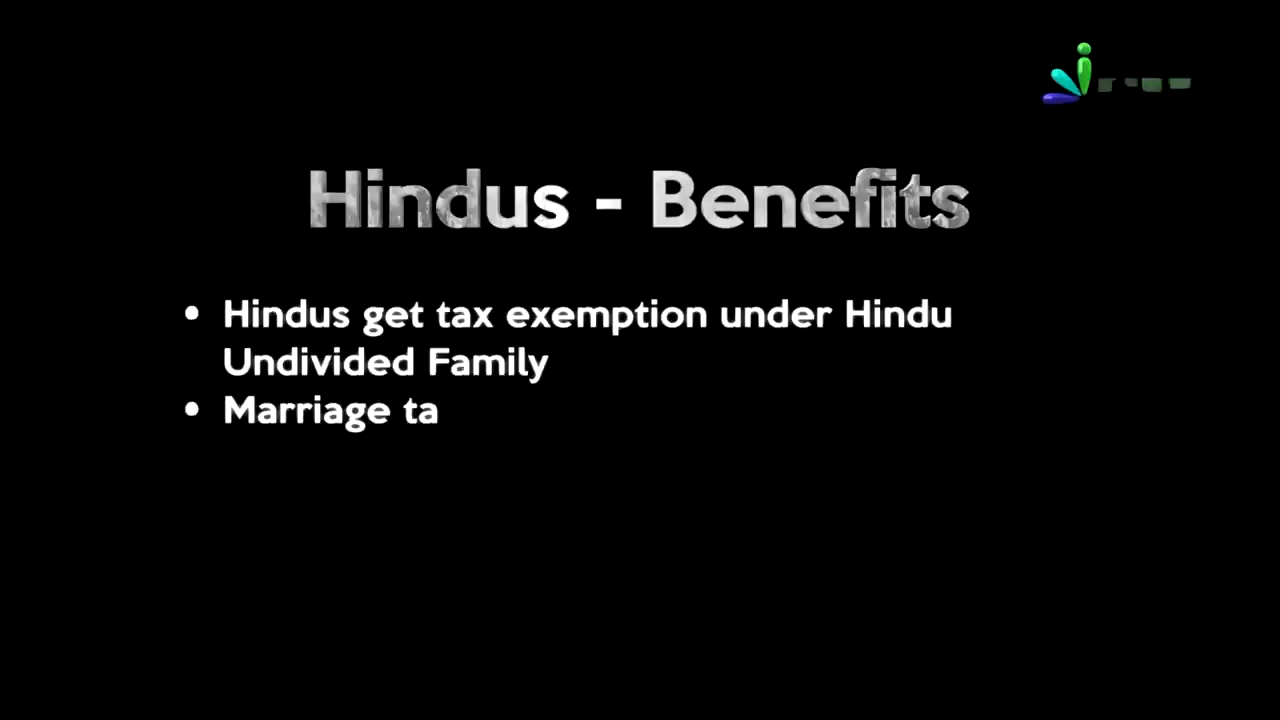 Hindus - Benefits
• Hindus get tax exemption under Hindu
Undivided Family
• Marriage ta